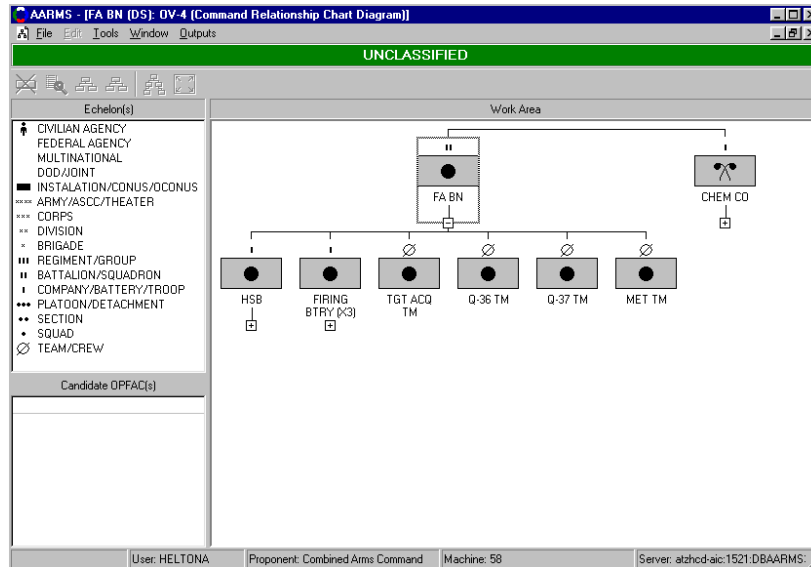 AARMS - [FA BN (DS): OV-4 (Command Relationship Chart Diagram)]
File Edit Tools Window Outputs
UNCLASSIFIED
Echelon(s)
CIVILIAN AGENCY
FEDERAL AGENCY
MULTINATIONAL
DOD/JOINT
INSTALATION/CONUS/OCONUS
ARMY/ASCC/THEATER
CORPS
DIVISION
BRIGADE
REGIMENT/GROUP
BATTALION/SQUADRON
COMPANY/BATTERY/TROOP
PLATOON/DETACHMENT
SECTION
SQUAD
TEAM/CREW
Candidate OPFAC(s)
Work Area
FA BN
CHEM CO
HSB
FIRING
BTRY (X3)
TGT ACQ
TM
Q-36 TM
Q-37 TM
MET TM
User: HELTONA
Proponent: Combined Arms Command
Machine: 58
Server: atzhcd-aic:1521:DBAARMS: